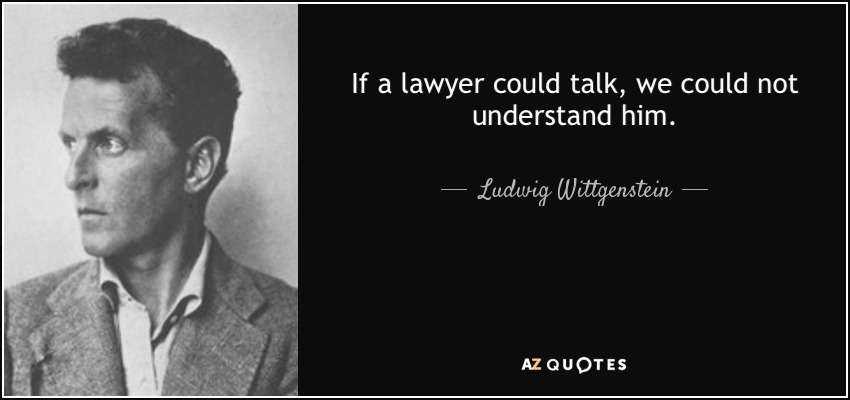 If a lawyer could talk, we could not
understand him.
— Ludwig Wittgenstein —
AZ QUOTES